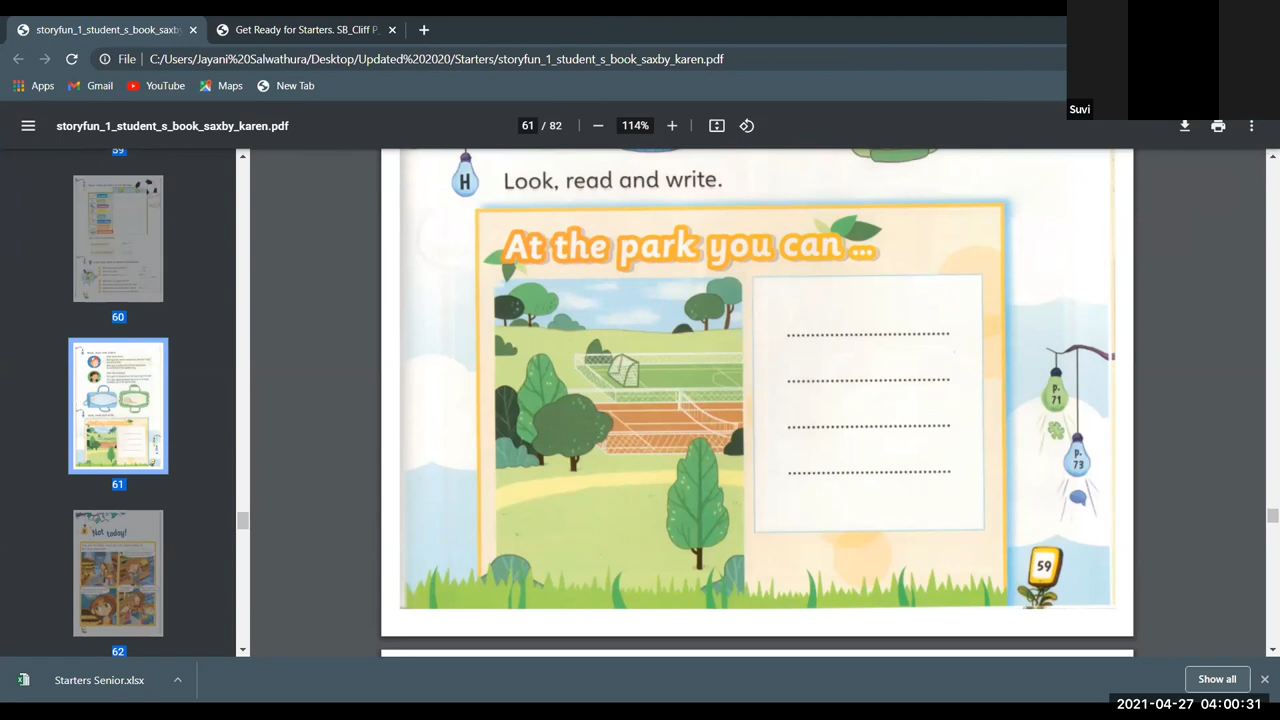 storyfun_1_student_s_book_saxby
Get Ready for Starters. SB_Cliff P
File C:/Users/Jayani%20Salwathura/Desktop/Updated%202020/Starters/storyfun_1_student_s_book_saxby_karen.pdf
Apps Gmail YouTube Maps New Tab
Suvi
storyfun_1_student_s_book_saxby_karen.pdf
61 / 82
114%
59
60
61
Not today!
62
H Look, read and write.
At the park you can ...
p. 71
p. 73
59
Starters Senior.xlsx
Show all
2021-04-27 04:00:31